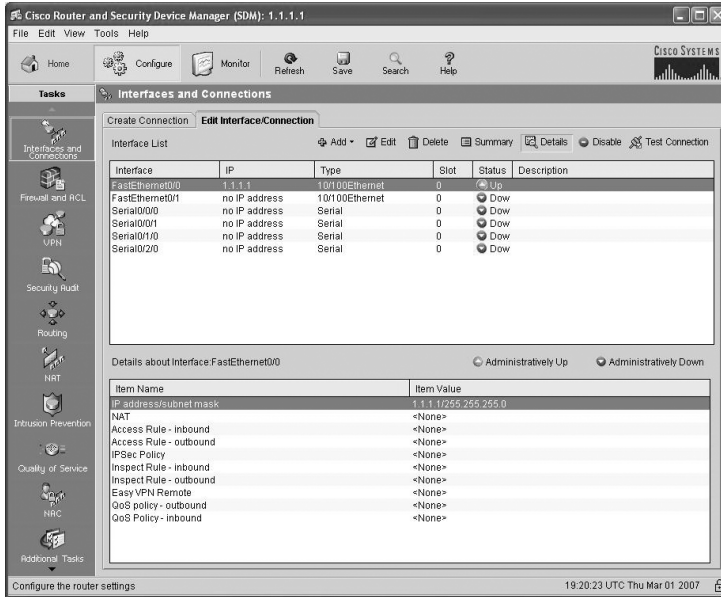 Cisco Router and Security Device Manager (SDM): 1.1.1.1
File Edit View Tools Help
Home Configure Monitor Refresh Save Search Help
CISCO SYSTEMS
Tasks
Interfaces and Connections
Create Connection Edit Interface/Connection
Interface List
Add Edit Delete Summary Details Disable Test Connection
Interface IP Type Slot Status Description
FastEthernet0/0 1.1.1.1 10/100Ethernet 0 Up
FastEthernet0/1 no IP address 10/100Ethernet 0 Dow
Serial0/0/0 no IP address Serial 0 Dow
Serial0/0/1 no IP address Serial 0 Dow
Serial0/1/0 no IP address Serial 0 Dow
Serial0/2/0 no IP address Serial 0 Dow
Details about Interface:FastEthernet0/0 Administratively Up Administratively Down
Item Name Item Value
IP address/subnet mask 1.1.1.1/255.255.255.0
NAT <None>
Access Rule - inbound <None>
Access Rule - outbound <None>
IPSec Policy <None>
Inspect Rule - inbound <None>
Inspect Rule - outbound <None>
Easy VPN Remote <None>
QoS policy - outbound <None>
QoS Policy - inbound <None>
Interfaces and
Connections
Firewall and ACL
VPN
Security Audit
Routing
NAT
Intrusion Prevention
Quality of Service
NAC
Additional Tasks
Configure the router settings
19:20:23 UTC Thu Mar 01 2007